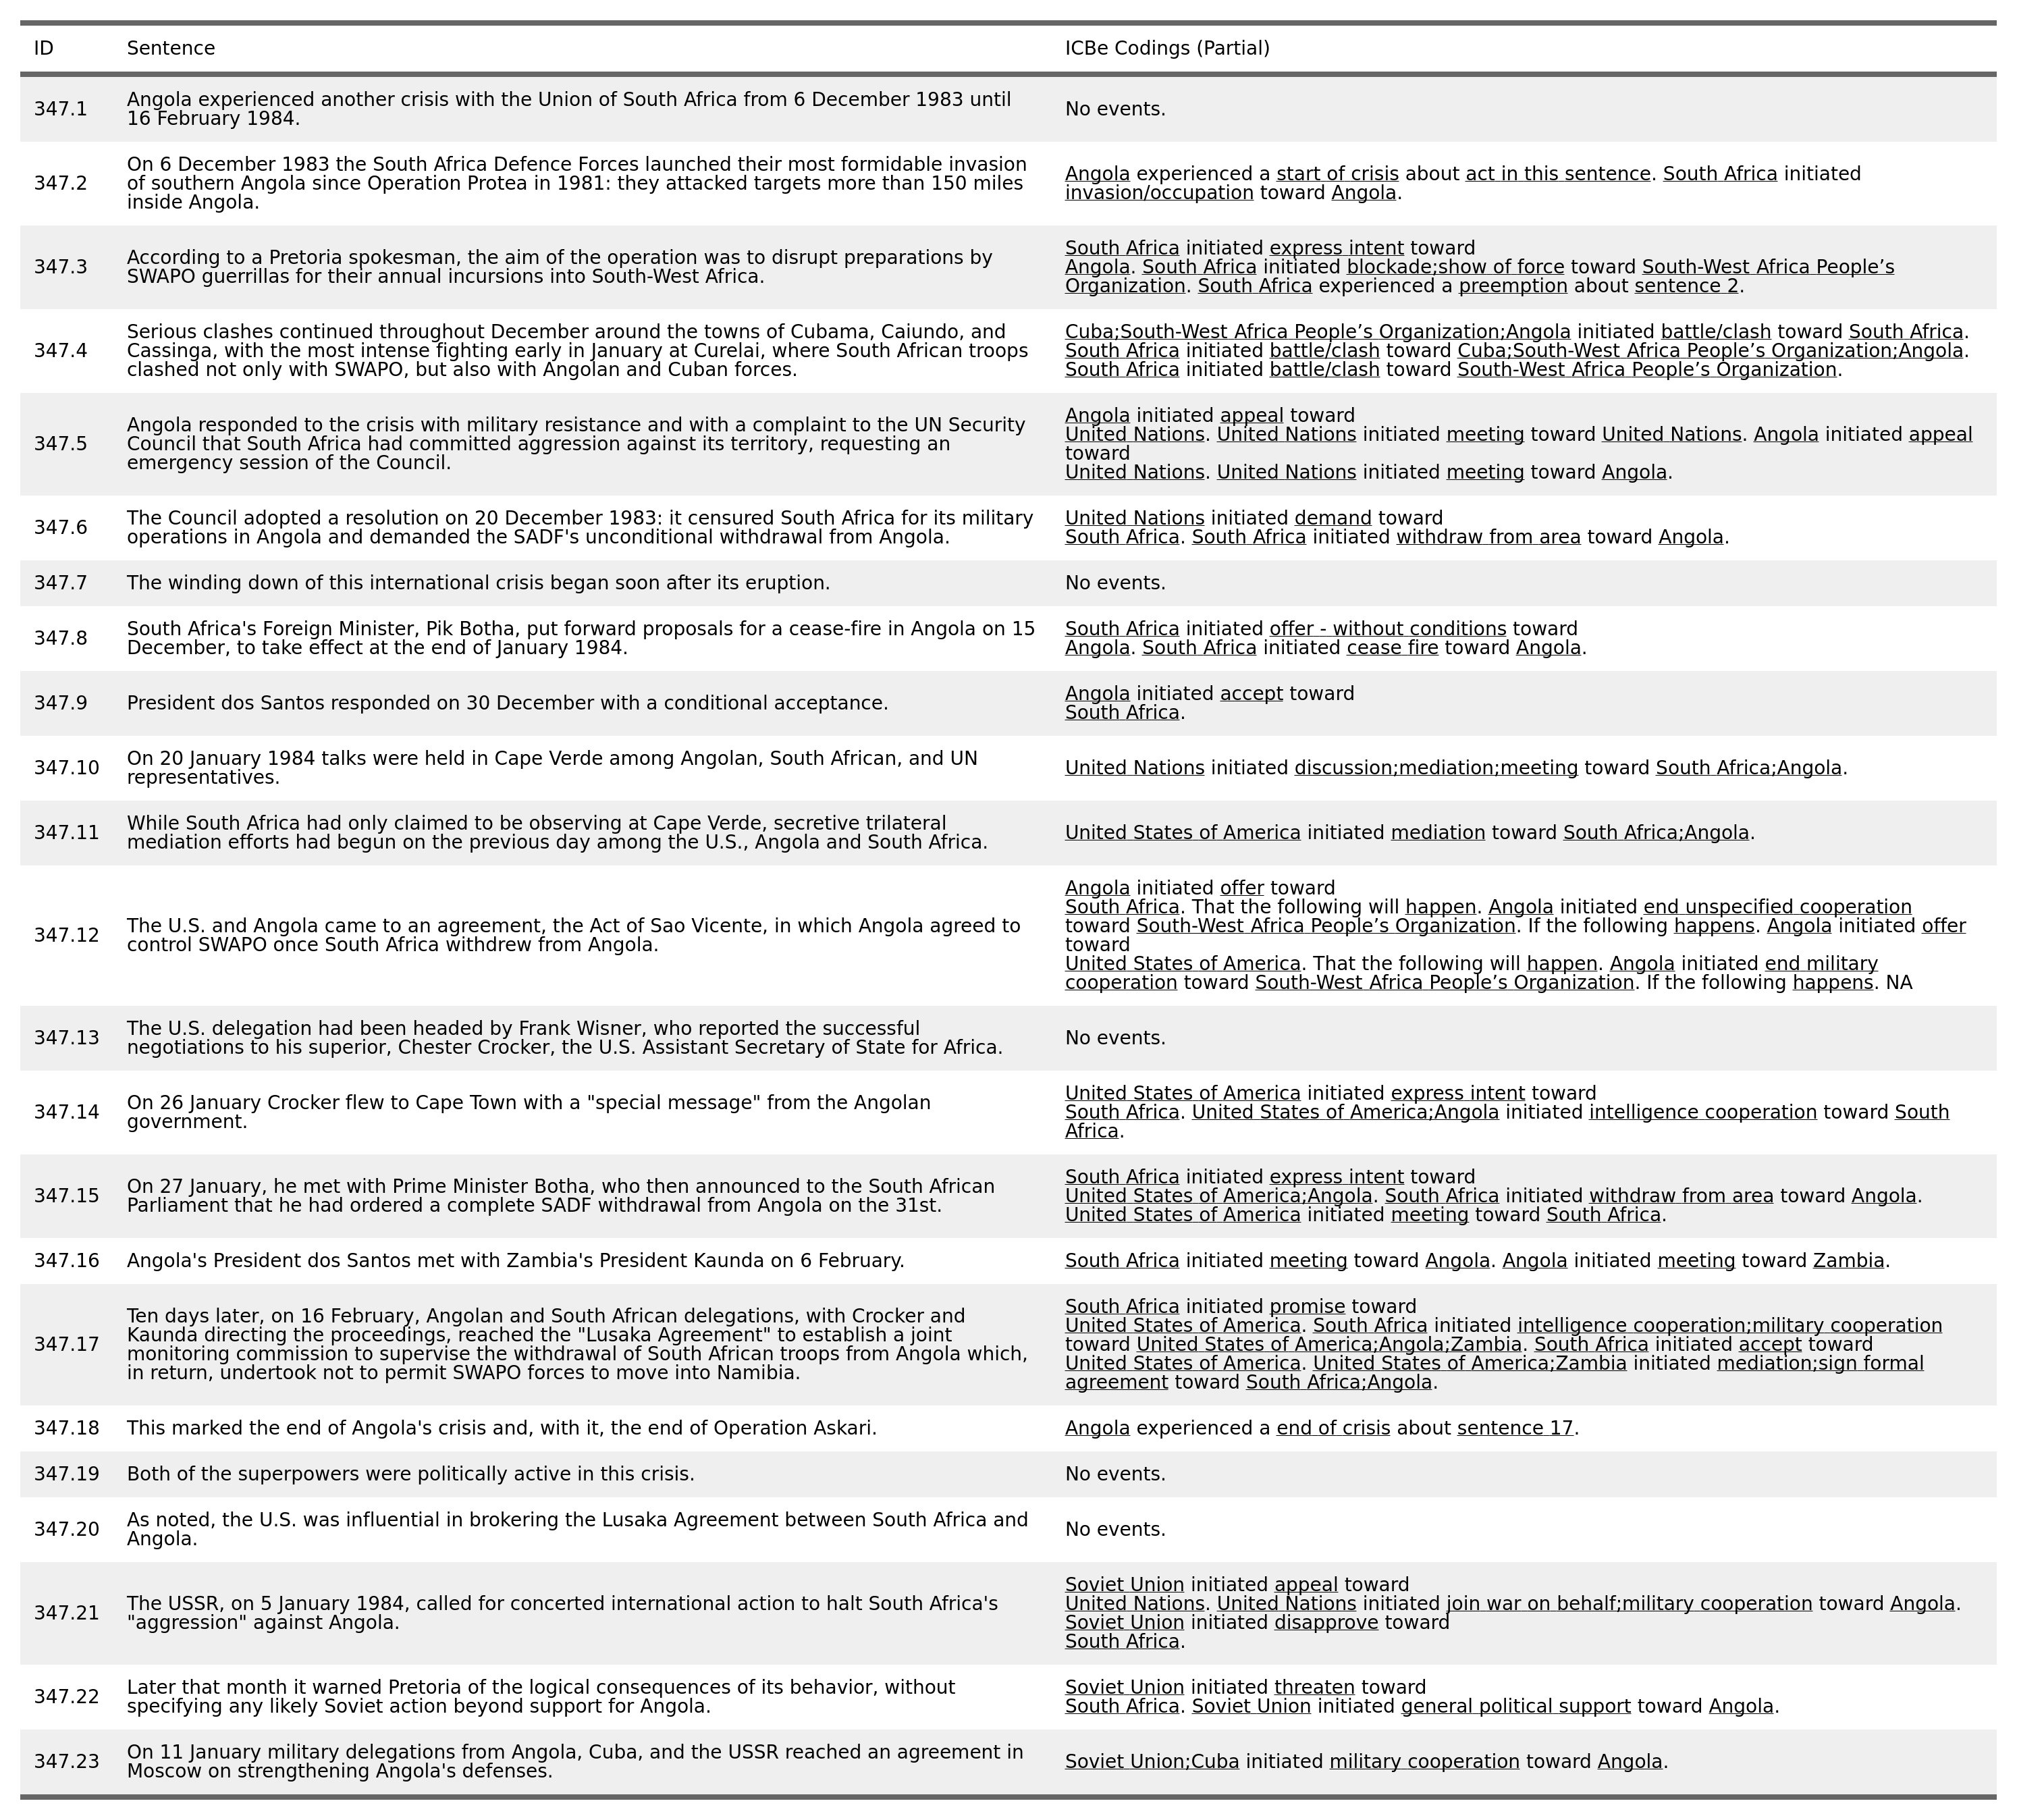 ID Sentence ICBe Codings (Partial)
347.1 Angola experienced another crisis with the Union of South Africa from 6 December 1983 until
16 February 1984.
No events.
347.2 On 6 December 1983 the South Africa Defence Forces launched their most formidable invasion
of southern Angola since Operation Protea in 1981: they attacked targets more than 150 miles
inside Angola.
Angola experienced a start of crisis about act in this sentence. South Africa initiated
invasion/occupation toward Angola.
347.3 According to a Pretoria spokesman, the aim of the operation was to disrupt preparations by
SWAPO guerrillas for their annual incursions into South-West Africa.
South Africa initiated express intent toward
Angola. South Africa initiated blockade;show of force toward South-West Africa People’s
Organization. South Africa experienced a preemption about sentence 2.
347.4 Serious clashes continued throughout December around the towns of Cubama, Caiundo, and
Cassinga, with the most intense fighting early in January at Curelai, where South African troops
clashed not only with SWAPO, but also with Angolan and Cuban forces.
Cuba;South-West Africa People’s Organization;Angola initiated battle/clash toward South Africa.
South Africa initiated battle/clash toward Cuba;South-West Africa People’s Organization;Angola.
South Africa initiated battle/clash toward South-West Africa People’s Organization.
347.5 Angola responded to the crisis with military resistance and with a complaint to the UN Security
Council that South Africa had committed aggression against its territory, requesting an
emergency session of the Council.
Angola initiated appeal toward
United Nations. United Nations initiated meeting toward United Nations. Angola initiated appeal
toward
United Nations. United Nations initiated meeting toward Angola.
347.6 The Council adopted a resolution on 20 December 1983: it censured South Africa for its military
operations in Angola and demanded the SADF's unconditional withdrawal from Angola.
United Nations initiated demand toward
South Africa. South Africa initiated withdraw from area toward Angola.
347.7 The winding down of this international crisis began soon after its eruption.
No events.
347.8 South Africa's Foreign Minister, Pik Botha, put forward proposals for a cease-fire in Angola on 15
December, to take effect at the end of January 1984.
South Africa initiated offer - without conditions toward
Angola. South Africa initiated cease fire toward Angola.
347.9 President dos Santos responded on 30 December with a conditional acceptance.
Angola initiated accept toward
South Africa.
347.10 On 20 January 1984 talks were held in Cape Verde among Angolan, South African, and UN
representatives.
United Nations initiated discussion;mediation;meeting toward South Africa;Angola.
347.11 While South Africa had only claimed to be observing at Cape Verde, secretive trilateral
mediation efforts had begun on the previous day among the U.S., Angola and South Africa.
United States of America initiated mediation toward South Africa;Angola.
347.12 The U.S. and Angola came to an agreement, the Act of Sao Vicente, in which Angola agreed to
control SWAPO once South Africa withdrew from Angola.
Angola initiated offer toward
South Africa. That the following will happen. Angola initiated end unspecified cooperation
toward South-West Africa People’s Organization. If the following happens. Angola initiated offer
toward
United States of America. That the following will happen. Angola initiated end military
cooperation toward South-West Africa People’s Organization. If the following happens. NA
347.13 The U.S. delegation had been headed by Frank Wisner, who reported the successful
negotiations to his superior, Chester Crocker, the U.S. Assistant Secretary of State for Africa.
No events.
347.14 On 26 January Crocker flew to Cape Town with a "special message" from the Angolan
government.
United States of America initiated express intent toward
South Africa. United States of America;Angola initiated intelligence cooperation toward South
Africa.
347.15 On 27 January, he met with Prime Minister Botha, who then announced to the South African
Parliament that he had ordered a complete SADF withdrawal from Angola on the 31st.
South Africa initiated express intent toward
United States of America;Angola. South Africa initiated withdraw from area toward Angola.
United States of America initiated meeting toward South Africa.
347.16 Angola's President dos Santos met with Zambia's President Kaunda on 6 February.
South Africa initiated meeting toward Angola. Angola initiated meeting toward Zambia.
347.17 Ten days later, on 16 February, Angolan and South African delegations, with Crocker and
Kaunda directing the proceedings, reached the "Lusaka Agreement" to establish a joint
monitoring commission to supervise the withdrawal of South African troops from Angola which,
in return, undertook not to permit SWAPO forces to move into Namibia.
South Africa initiated promise toward
United States of America. South Africa initiated intelligence cooperation;military cooperation
toward United States of America;Angola;Zambia. South Africa initiated accept toward
United States of America. United States of America;Zambia initiated mediation;sign formal
agreement toward South Africa;Angola.
347.18 This marked the end of Angola's crisis and, with it, the end of Operation Askari.
Angola experienced a end of crisis about sentence 17.
347.19 Both of the superpowers were politically active in this crisis.
No events.
347.20 As noted, the U.S. was influential in brokering the Lusaka Agreement between South Africa and
Angola.
No events.
347.21 The USSR, on 5 January 1984, called for concerted international action to halt South Africa's
"aggression" against Angola.
Soviet Union initiated appeal toward
United Nations. United Nations initiated join war on behalf;military cooperation toward Angola.
Soviet Union initiated disapprove toward
South Africa.
347.22 Later that month it warned Pretoria of the logical consequences of its behavior, without
specifying any likely Soviet action beyond support for Angola.
Soviet Union initiated threaten toward
South Africa. Soviet Union initiated general political support toward Angola.
347.23 On 11 January military delegations from Angola, Cuba, and the USSR reached an agreement in
Moscow on strengthening Angola's defenses.
Soviet Union;Cuba initiated military cooperation toward Angola.